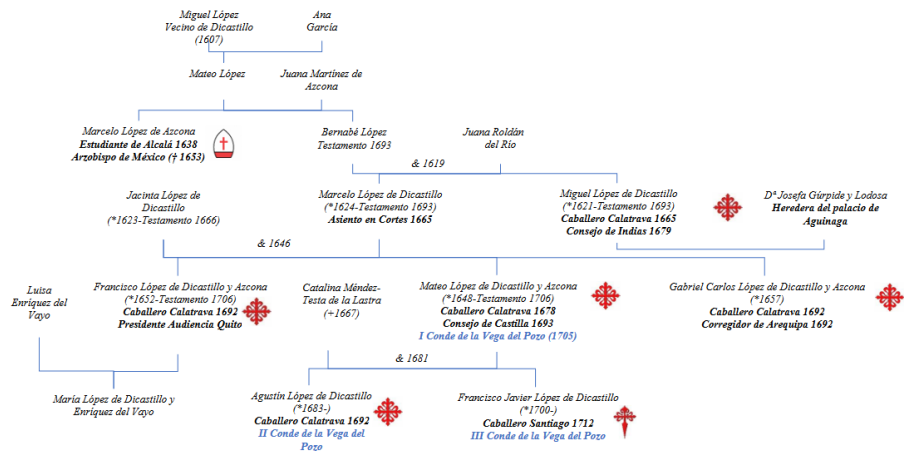 Miguel López
Vecino de Dicastillo
(1607)
Ana
García
Mateo López
Juana Martínez de
Azcona
Marcelo López de Azcona
Estudiante de Alcalá 1638
Arzobispo de México († 1653)
Bernabé López
Testamento 1693
Juana Roldán
del Río
& 1619
Jacinta López de
Dicastillo
(*1623-Testamento 1666)
Marcelo López de Dicastillo
(*1624-Testamento 1693)
Asiento en Cortes 1665
Miguel López de Dicastillo
(*1621-Testamento 1693)
Caballero Calatrava 1665
Consejo de Indias 1679
Dª Josefa Gúrpide y Lodosa
Heredera del palacio de
Aguinaga
& 1646
Luisa
Enríquez del
Vayo
Francisco López de Dicastillo y Azcona
(*1652-Testamento 1706)
Caballero Calatrava 1692
Presidente Audiencia Quito
Catalina Méndez-
Testa de la Lastra
(+1667)
Mateo López de Dicastillo y Azcona
(*1648-Testamento 1706)
Caballero Calatrava 1678
Consejo de Castilla 1693
I Conde de la Vega del Pozo (1705)
Gabriel Carlos López de Dicastillo y Azcona
(*1657)
Caballero Calatrava 1692
Corregidor de Arequipa 1692
& 1681
María López de Dicastillo y
Enríquez del Vayo
Agustín López de Dicastillo
(*1683-)
Caballero Calatrava 1692
II Conde de la Vega del
Pozo
Francisco Javier López de Dicastillo
(*1700-)
Caballero Santiago 1712
III Conde de la Vega del Pozo